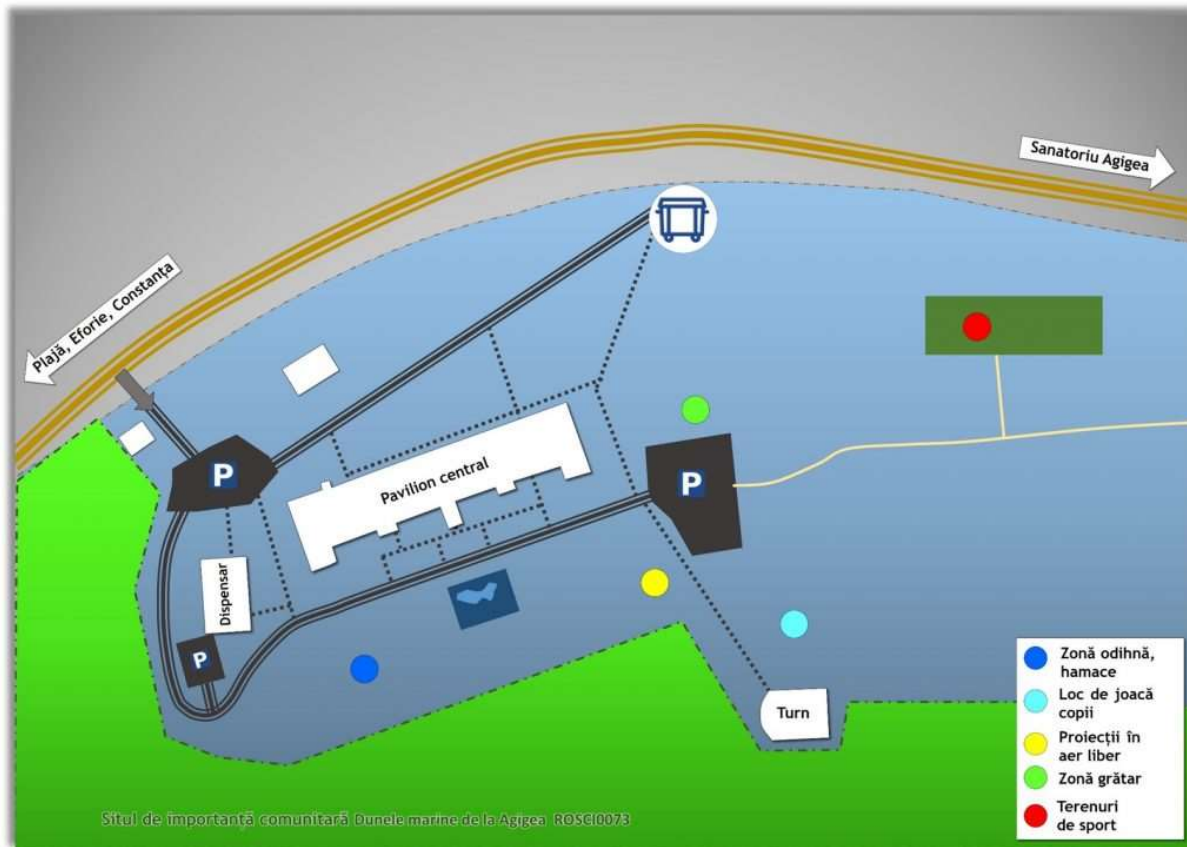 Sanatoriu Agigea
Plajă, Eforie, Constanța
P
Pavilion central
P
Dispensar
P
Turn
Zonă odihnă,
hamace
Loc de joacă
copii
Proiecții în
aer liber
Zonă grătar
Terenuri
de sport
Situl de importanță comunitară Dunele marine de la Agigea ROSCI0073